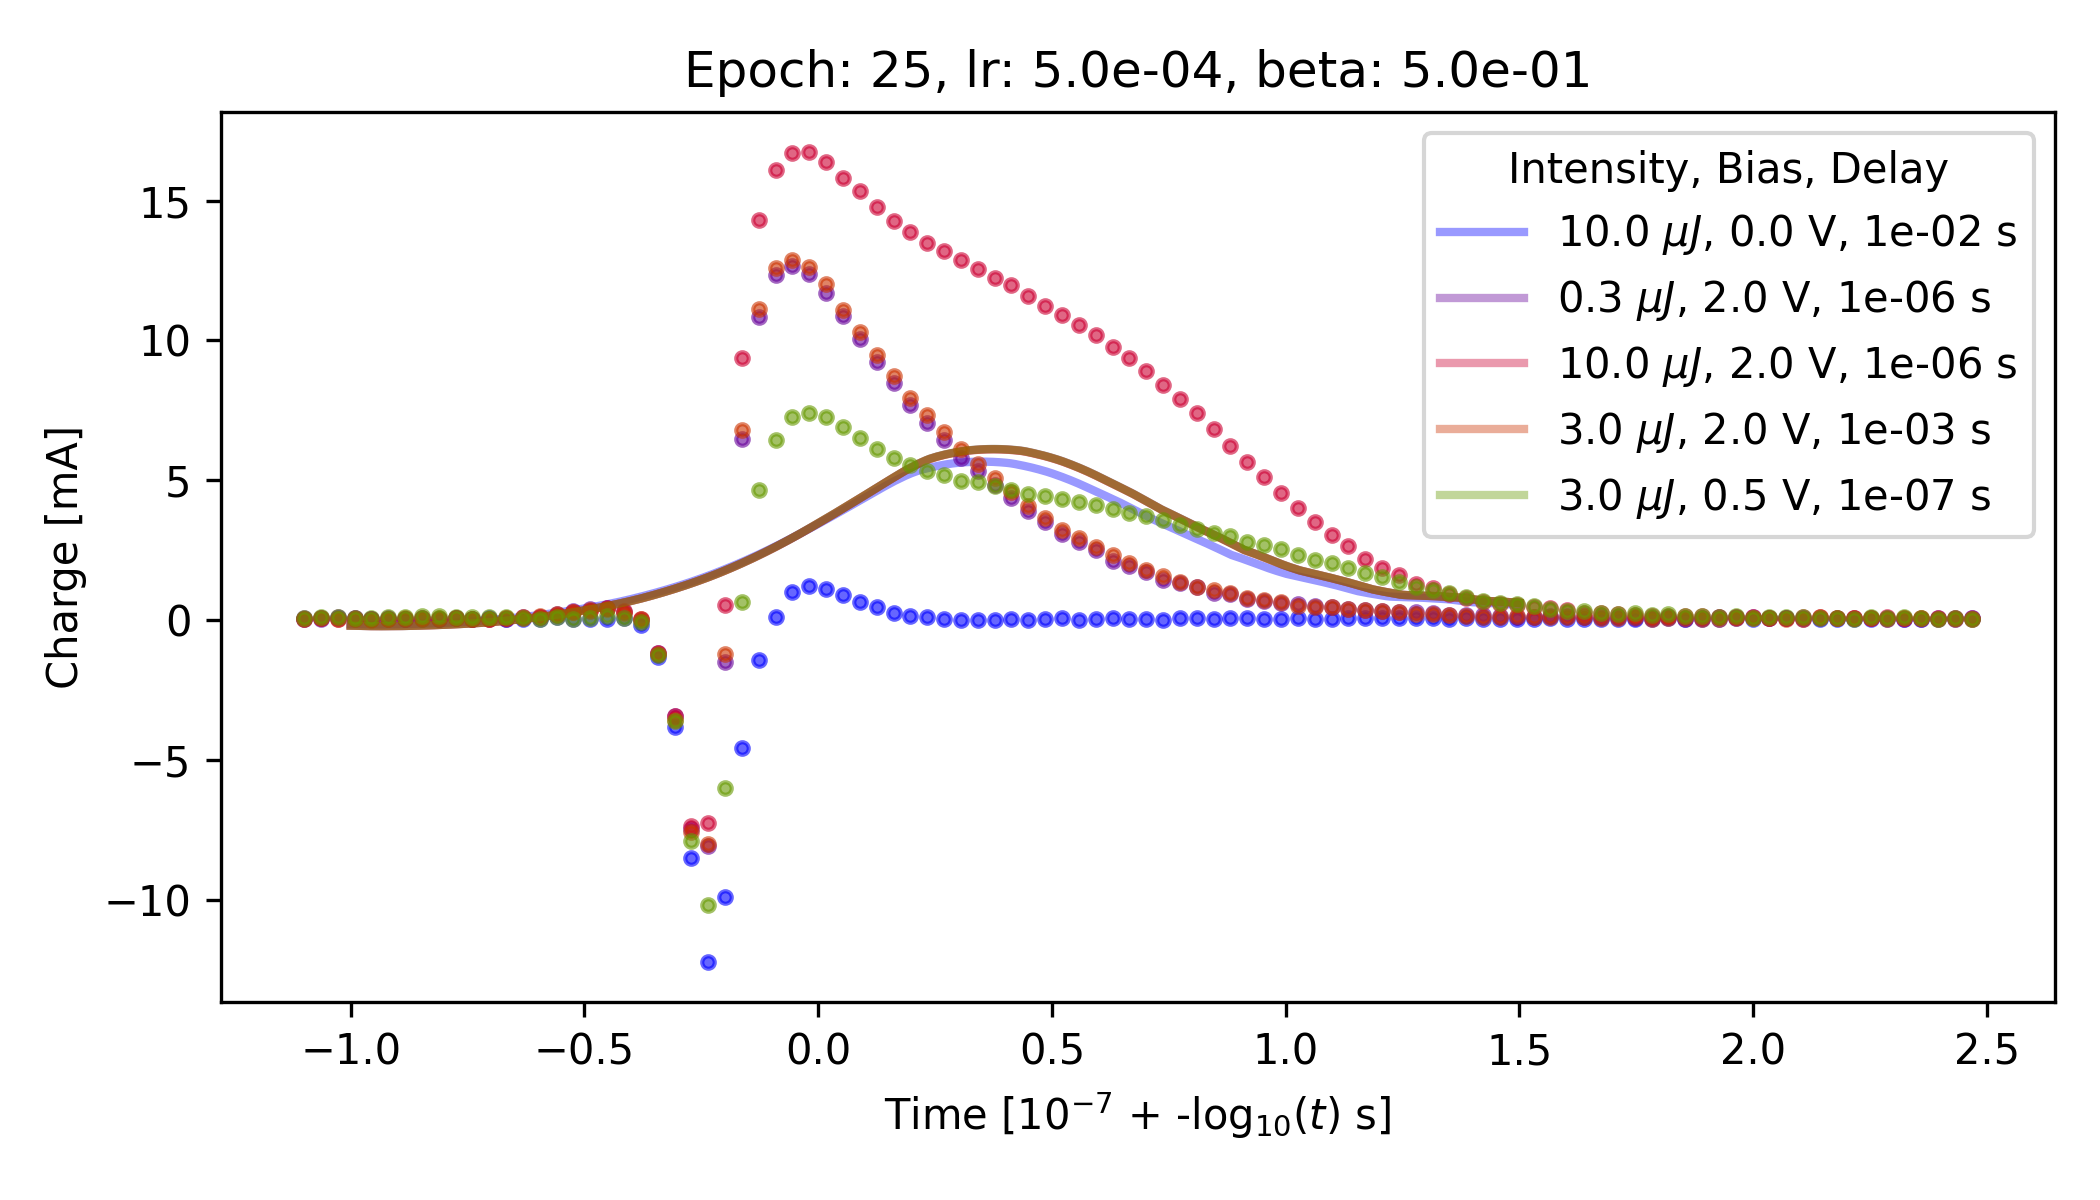 Epoch: 25, lr: 5.0e-04, beta: 5.0e-01
Charge [mA]
15
10
5
0
−5
−10
Intensity, Bias, Delay
10.0 μJ, 0.0 V, 1e-02 s
0.3 μJ, 2.0 V, 1e-06 s
10.0 μJ, 2.0 V, 1e-06 s
3.0 μJ, 2.0 V, 1e-03 s
3.0 μJ, 0.5 V, 1e-07 s
−1.0 −0.5 0.0 0.5 1.0 1.5 2.0 2.5
Time [10⁻⁷ + -log₁₀(t) s]